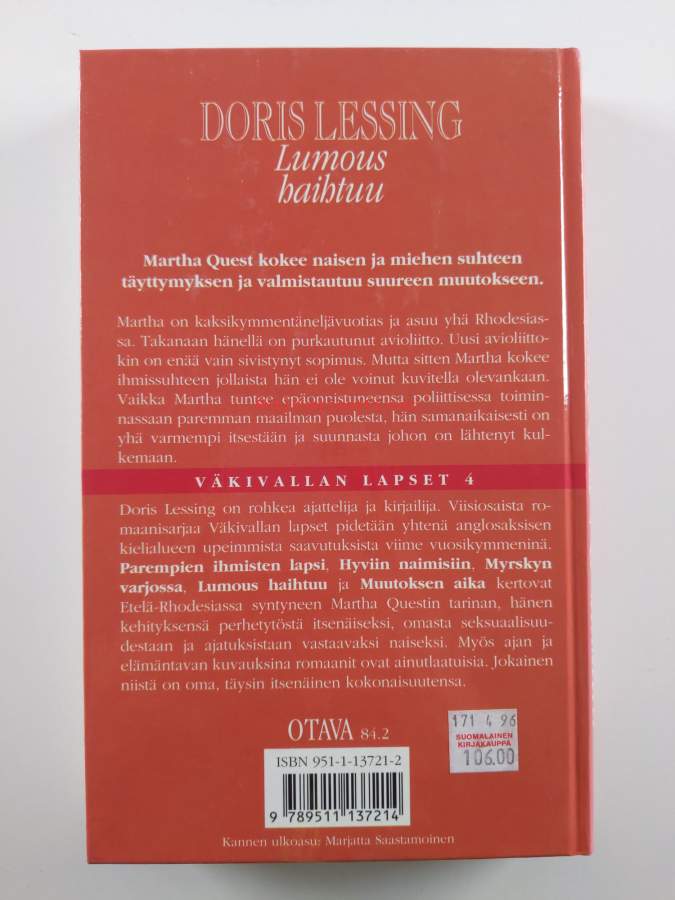 DORIS LESSING
Lumous
haihtuu
Martha Quest kokee naisen ja miehen suhteen
täyttymyksen ja valmistautuu suureen muutokseen.
Martha on kaksikymmentäneljävuotias ja asuu yhä Rhodesias-
sa. Takanaan hänellä on purkautunut avioliitto. Uusi avioliitto-
kin on enää vain sivistynyt sopimus. Mutta sitten Martha kokee
ihmissuhteen jollaista hän ei ole voinut kuvitella olevankaan.
Vaikka Martha tuntee epäonnistuneensa poliittisessa toimin-
nassaan paremman maailman puolesta, hän samanaikaisesti on
yhä varmempi itsestään ja suunnasta johon on lähtenyt kul-
kemaan.
VÄKIVALLAN LAPSET 4
Doris Lessing on rohkea ajattelija ja kirjailija. Viisiosaista ro-
maanisarjaa Väkivallan lapset pidetään yhtenä anglosaksisen
kielialueen upeimmista saavutuksista viime vuosikymmeninä.
Parempien ihmisten lapsi, Hyviin naimisiin, Myrskyn
varjossa, Lumous haihtuu ja Muutoksen aika kertovat
Etelä-Rhodesiassa syntyneen Martha Questin tarinan, hänen
kehityksensä perhetytöstä itsenäiseksi, omasta seksuaalisuu-
destaan ja ajatuksistaan vastaavaksi naiseksi. Myös ajan ja
elämäntavan kuvauksina romaanit ovat ainutlaatuisia. Jokainen
niistä on oma, täysin itsenäinen kokonaisuutensa.
OTAVA 84.2
171 4 96
SUOMALAINEN
KIRJAKAUPPA
106.00
ISBN 951-1-13721-2
9 789511 137214
Kannen ulkoasu: Marjatta Saastamoinen